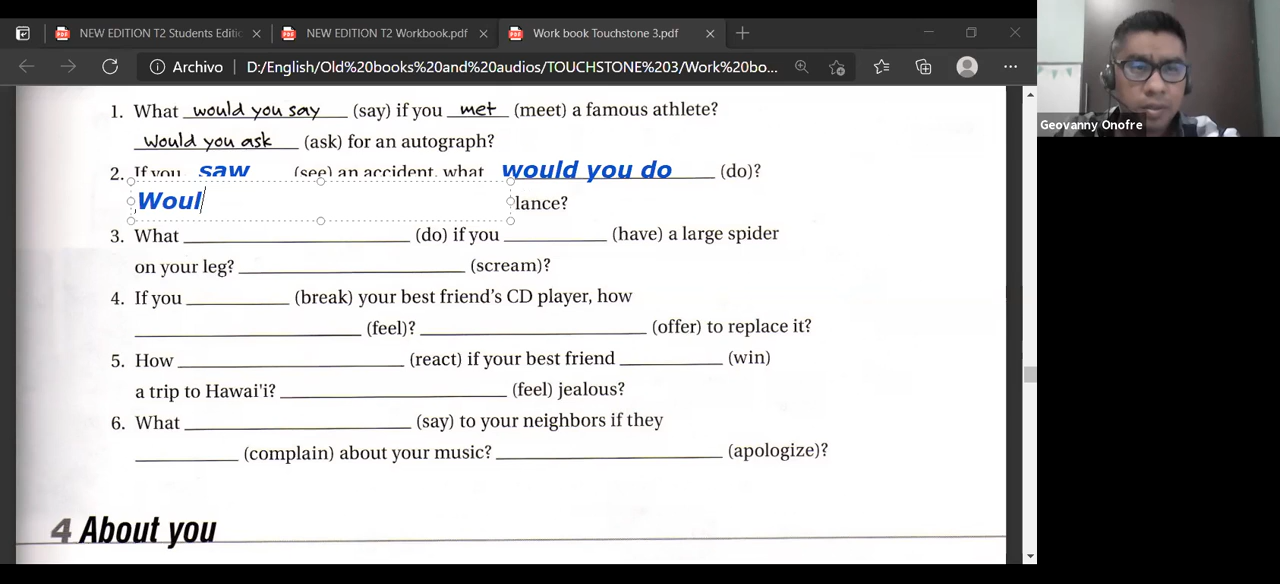 NEW EDITION T2 Students Editi
NEW EDITION T2 Workbook.pdf
Work book Touchstone 3.pdf
Archivo
D:/English/Old%20books%20and%20audios/TOUCHSTONE%203/Work%20bo...
Geovanny Onofre
1. What would you say (say) if you met (meet) a famous athlete?
Would you ask (ask) for an autograph?
2. If you saw (see) an accident, what would you do (do)?
Woul lance?
3. What (do) if you (have) a large spider
on your leg? (scream)?
4. If you (break) your best friend's CD player, how
(feel)? (offer) to replace it?
5. How (react) if your best friend (win)
a trip to Hawai'i? (feel) jealous?
6. What (say) to your neighbors if they
(complain) about your music? (apologize)?
4 About you